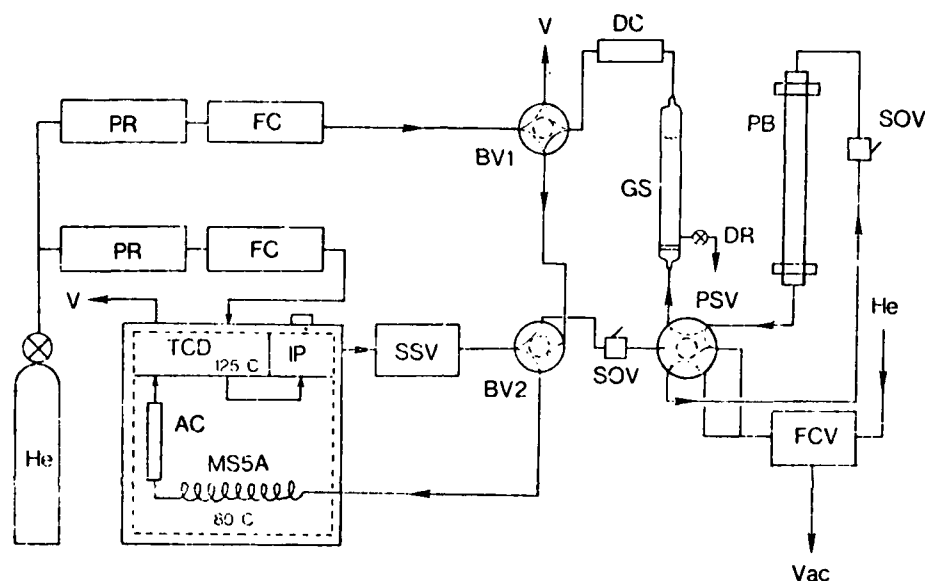 V
DC
PR
FC
BV1
GS
PB
SOV
PR
FC
DR
V
PSV
He
TCD
125 C
IP
SSV
BV2
SOV
AC
MS5A
80 C
FCV
He
Vac